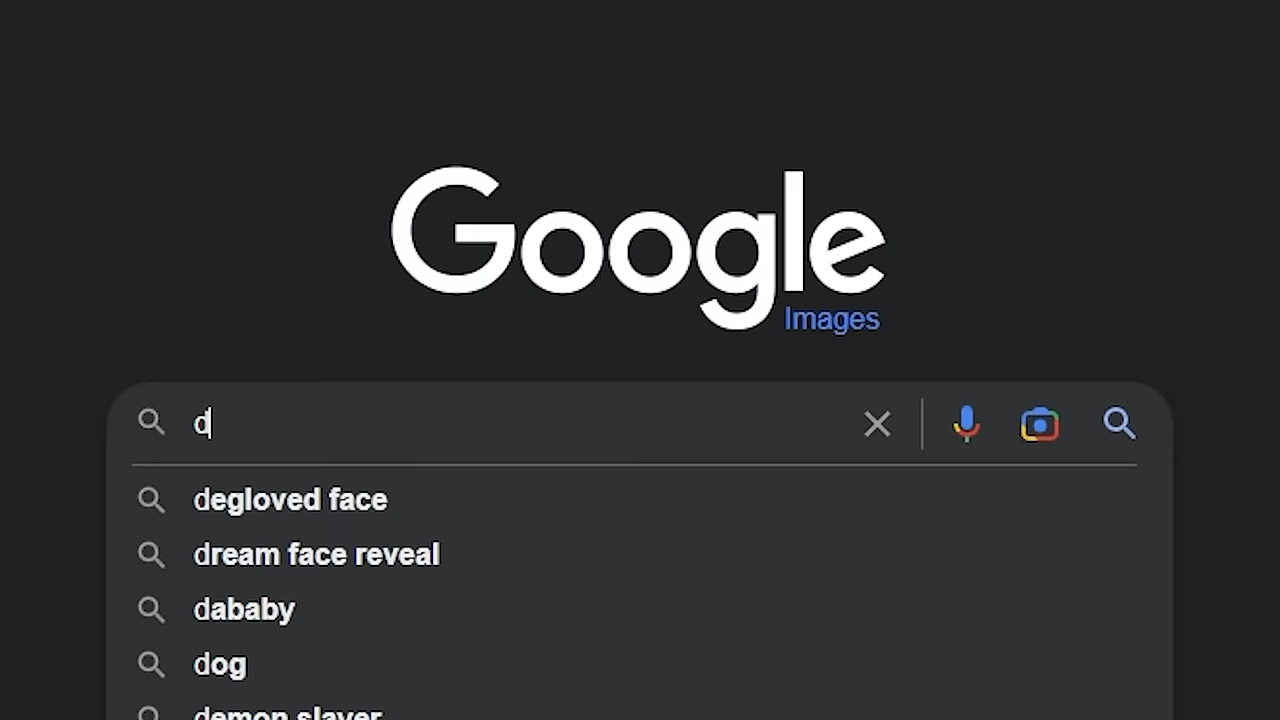 Google
Images
d
degloved face
dream face reveal
dababy
dog
demon slayer